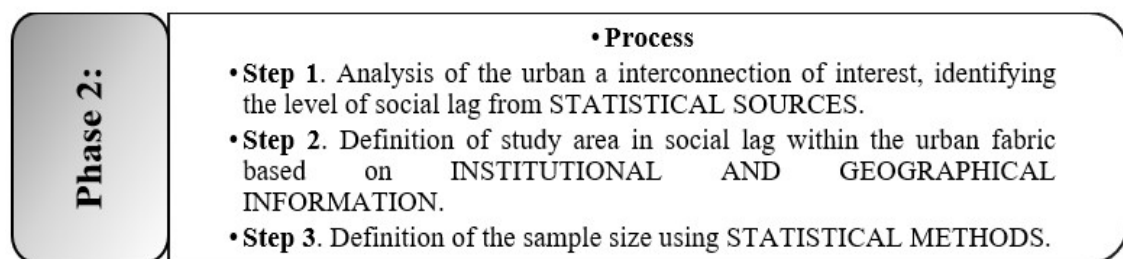 Phase 2:
• Process
• Step 1. Analysis of the urban a interconnection of interest, identifying
the level of social lag from STATISTICAL SOURCES.
• Step 2. Definition of study area in social lag within the urban fabric
based on INSTITUTIONAL AND GEOGRAPHICAL
INFORMATION.
• Step 3. Definition of the sample size using STATISTICAL METHODS.